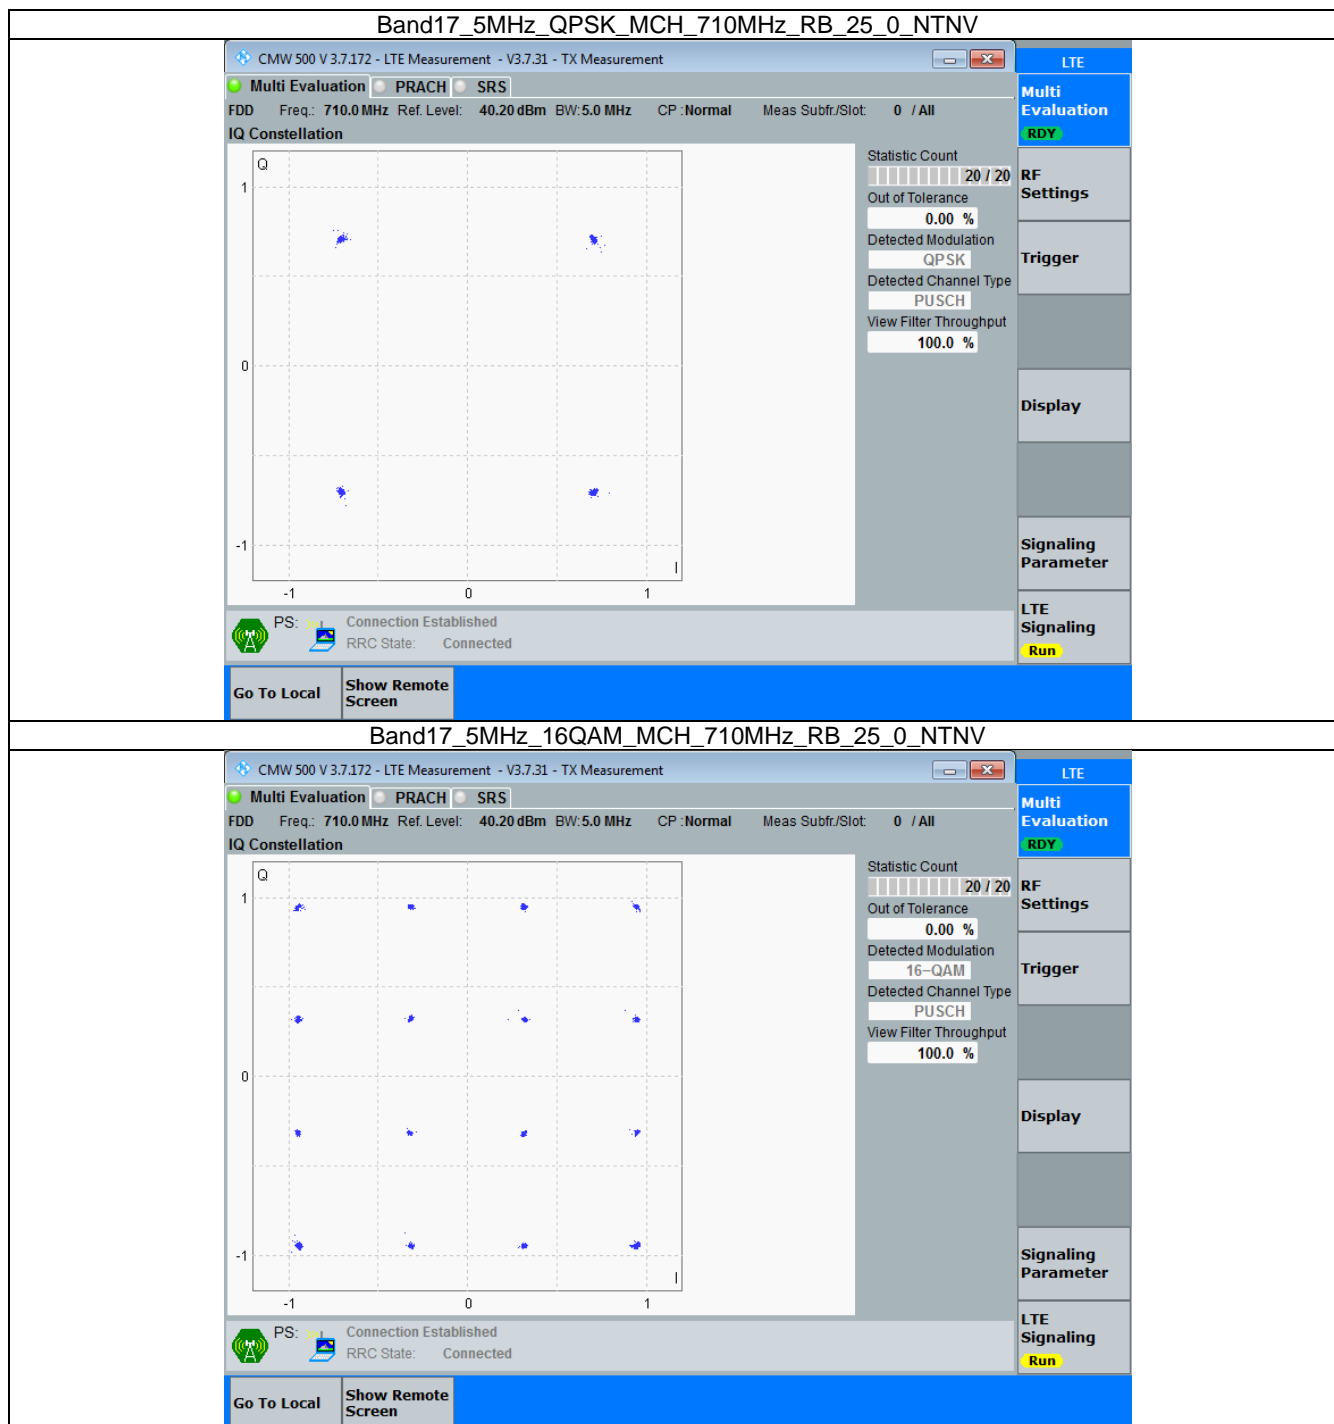 Band17_5MHz_QPSK_MCH_710MHz_RB_25_0_NTNV
CMW 500 V 3.7.172 - LTE Measurement - V3.7.31 - TX Measurement
LTE
Multi Evaluation PRACH SRS
Multi
Evaluation
RDY
FDD Freq.: 710.0 MHz Ref. Level: 40.20 dBm BW: 5.0 MHz CP : Normal Meas Subfr./Slot: 0 / All
IQ Constellation
Q
1
0
-1
I
-1 0 1
Statistic Count
20 / 20
Out of Tolerance
0.00 %
Detected Modulation
QPSK
Detected Channel Type
PUSCH
View Filter Throughput
100.0 %
RF
Settings
Trigger
Display
Signaling
Parameter
LTE
Signaling
Run
PS: Connection Established
RRC State: Connected
Go To Local
Show Remote
Screen
Band17_5MHz_16QAM_MCH_710MHz_RB_25_0_NTNV
CMW 500 V 3.7.172 - LTE Measurement - V3.7.31 - TX Measurement
LTE
Multi Evaluation PRACH SRS
Multi
Evaluation
RDY
FDD Freq.: 710.0 MHz Ref. Level: 40.20 dBm BW: 5.0 MHz CP : Normal Meas Subfr./Slot: 0 / All
IQ Constellation
Q
1
0
-1
I
-1 0 1
Statistic Count
20 / 20
Out of Tolerance
0.00 %
Detected Modulation
16-QAM
Detected Channel Type
PUSCH
View Filter Throughput
100.0 %
RF
Settings
Trigger
Display
Signaling
Parameter
LTE
Signaling
Run
PS: Connection Established
RRC State: Connected
Go To Local
Show Remote
Screen